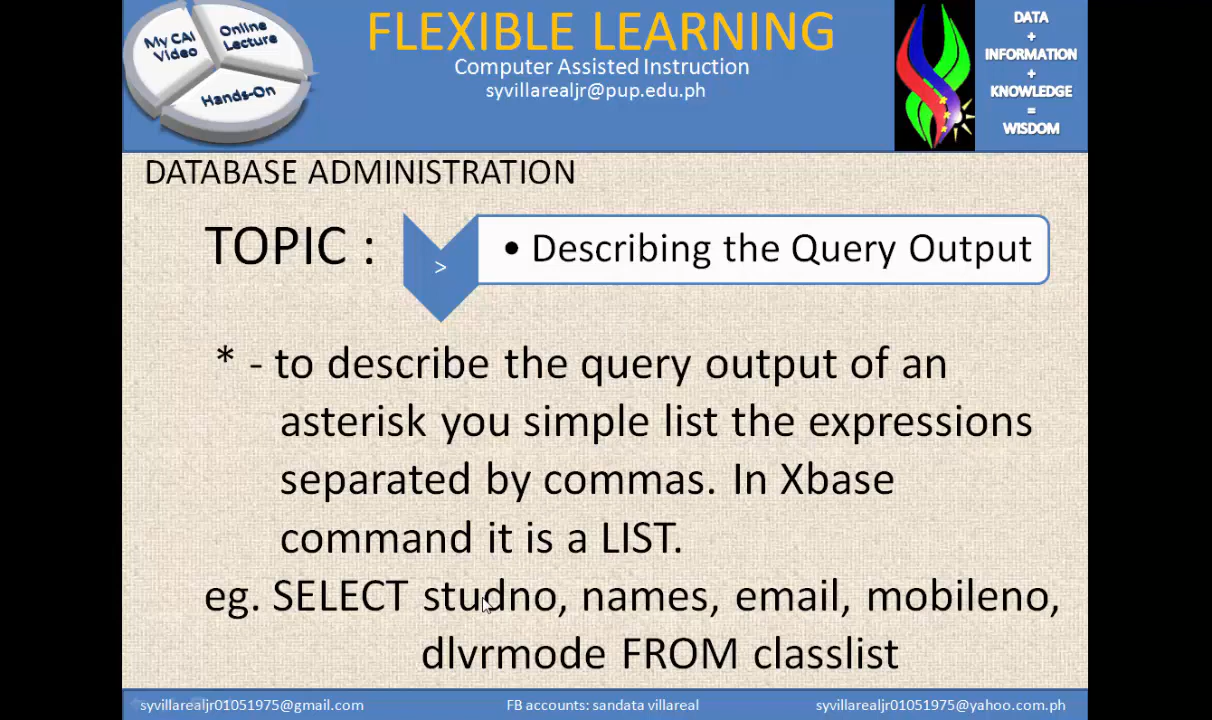 My CAI
Video
Online
Lecture
Hands-On
FLEXIBLE LEARNING
Computer Assisted Instruction
syvillarealjr@pup.edu.ph
DATA
+
INFORMATION
+
KNOWLEDGE
=
WISDOM
DATABASE ADMINISTRATION
TOPIC :
>
• Describing the Query Output
* - to describe the query output of an
asterisk you simple list the expressions
separated by commas. In Xbase
command it is a LIST.
eg. SELECT studno, names, email, mobileno,
dlvrmode FROM classlist
syvillarealjr01051975@gmail.com
FB accounts: sandata villareal
syvillarealjr01051975@yahoo.com.ph